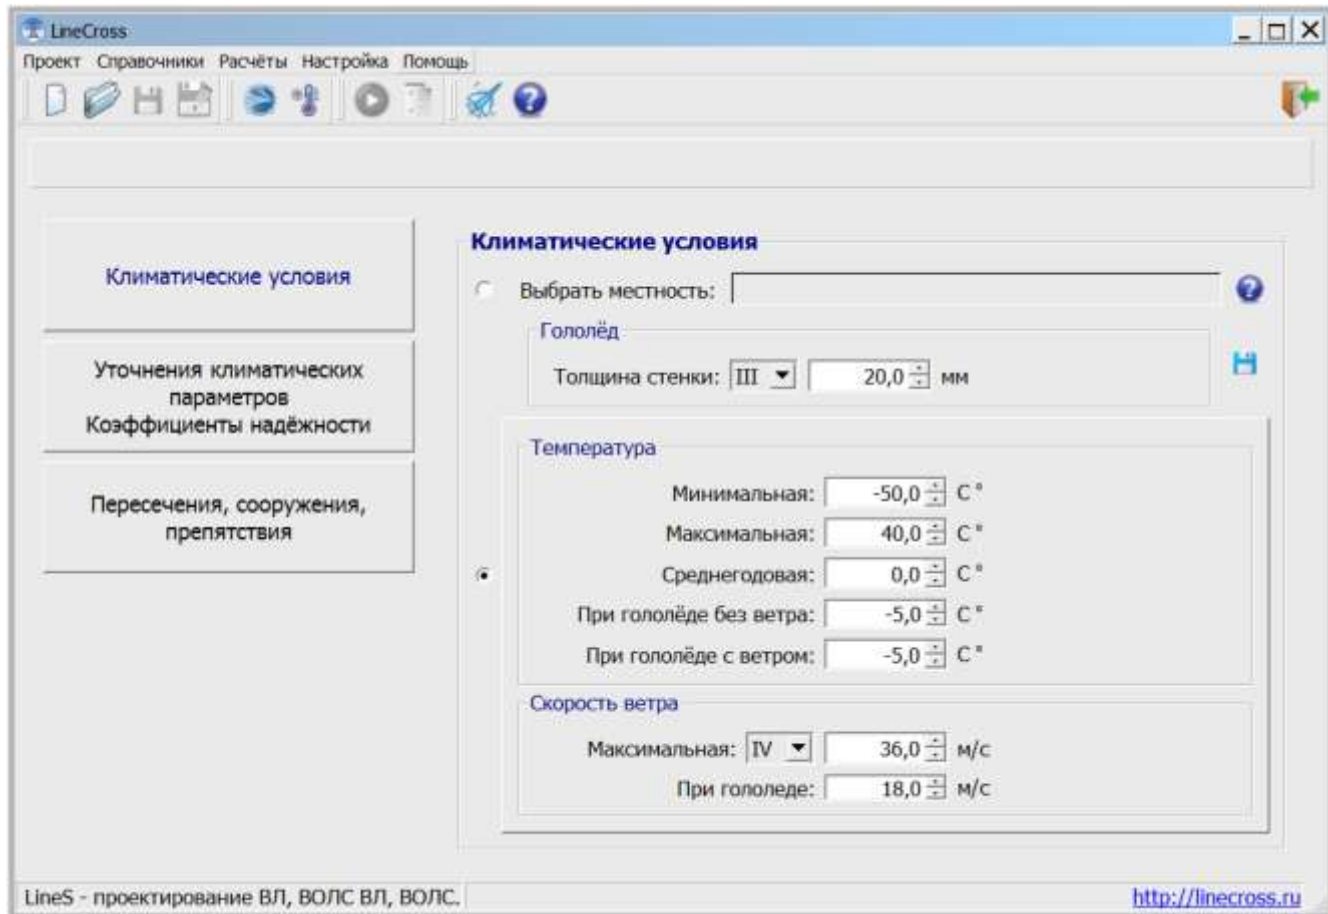 LineCross
Проект Справочники Расчёты Настройка Помощь
Климатические условия
Уточнения климатических
параметров
Коэффициенты надёжности
Пересечения, сооружения,
препятствия
Климатические условия
Выбрать местность:
Гололёд
Толщина стенки: III 20,0 мм
Температура
Минимальная: -50,0 C °
Максимальная: 40,0 C °
Среднегодовая: 0,0 C °
При гололёде без ветра: -5,0 C °
При гололёде с ветром: -5,0 C °
Скорость ветра
Максимальная: IV 36,0 м/с
При гололеде: 18,0 м/с
LineS - проектирование ВЛ, ВОЛС ВЛ, ВОЛС. http://linecross.ru